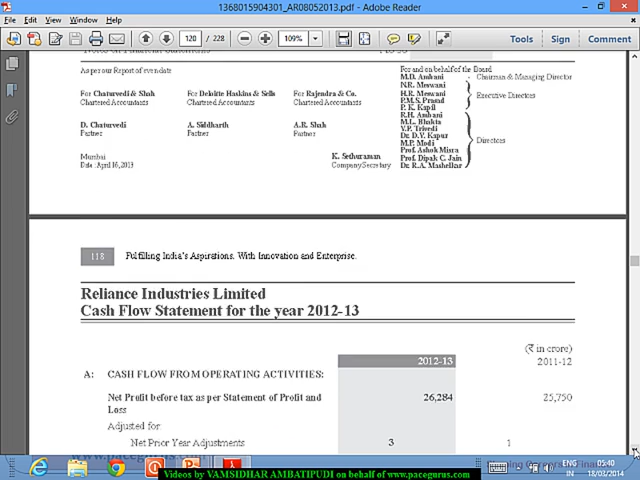 1368015904301_AR08052013.pdf - Adobe Reader
File Edit View Window Help
120 / 228 109% Tools Sign Comment
As per our Report of even date
For and on behalf of the Board
M.D. Ambani - Chairman & Managing Director
For Chaturvedi & Shah For Deloitte Haskins & Sells For Rajendra & Co.
Chartered Accountants Chartered Accountants Chartered Accountants
N.R. Meswani
H.R. Meswani
P.M.S. Prasad
P. K. Kapil
Executive Directors
D. Chaturvedi A. Siddharth A.R. Shah
Partner Partner Partner
R.H. Ambani
M.L. Bhakta
Y.P. Trivedi
Dr. D.V. Kapur
M.P. Modi
Prof. Ashok Misra
Prof. Dipak C. Jain
Dr. R.A. Mashelkar
Directors
Mumbai
Date : April 16, 2013
K. Sethuraman
Company Secretary
118 Fulfilling India's Aspirations. With Innovation and Enterprise.
Reliance Industries Limited
Cash Flow Statement for the year 2012-13
(₹ in crore)
2012-13 2011-12
A: CASH FLOW FROM OPERATING ACTIVITIES:
Net Profit before tax as per Statement of Profit and Loss 26,284 25,750
Adjusted for:
Net Prior Year Adjustments 3 1
www.pacegurus.com
ENG
IN
05:40
18/03/2014
Videos by VAMSIDHAR AMBATIPUDI on behalf of www.pacegurus.com